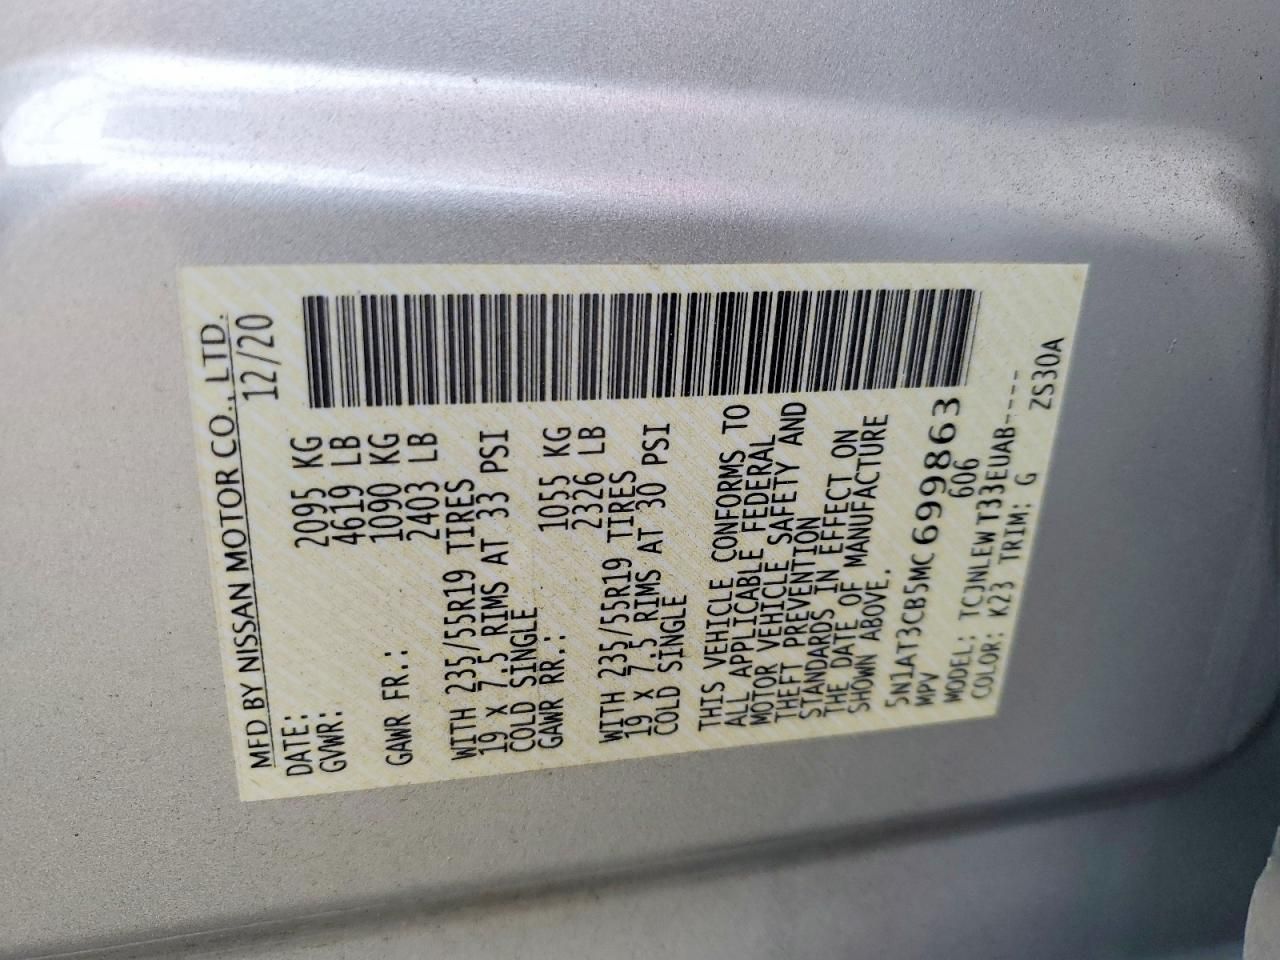 MFD BY NISSAN MOTOR CO., LTD.
DATE: 12/20
GVWR: 2095 KG
4619 LB
GAWR FR.: 1090 KG
2403 LB
WITH 235/55R19 TIRES
19 X 7.5 RIMS AT 33 PSI
COLD SINGLE
GAWR RR.: 1055 KG
2326 LB
WITH 235/55R19 TIRES
19 X 7.5 RIMS AT 30 PSI
COLD SINGLE
THIS VEHICLE CONFORMS TO
ALL APPLICABLE FEDERAL
MOTOR VEHICLE SAFETY AND
THEFT PREVENTION
STANDARDS IN EFFECT ON
THE DATE OF MANUFACTURE
SHOWN ABOVE.
5N1AT3CB5MC699863
MPV 606
MODEL: TCJNLEWT33EUAB----
COLOR: K23 TRIM: G ZS30A